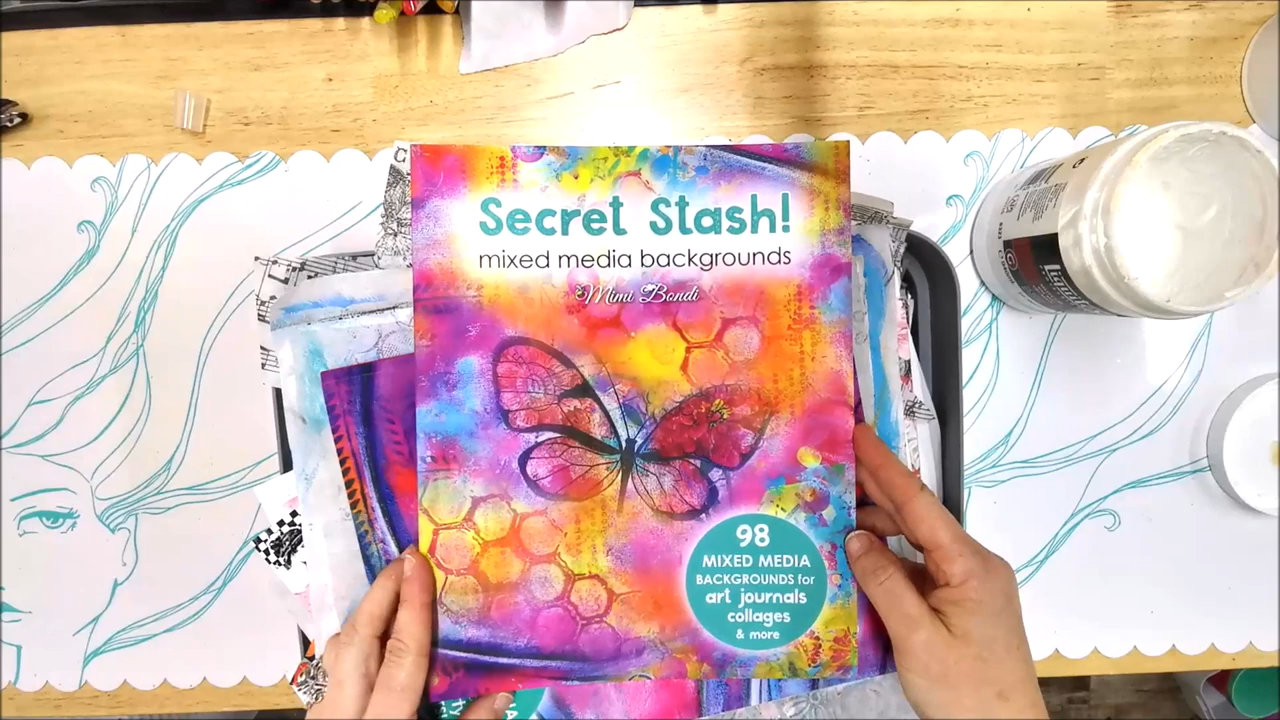 Secret Stash!
mixed media backgrounds
Mimi Bondi
98
MIXED MEDIA
BACKGROUNDS for
art journals
collages
& more